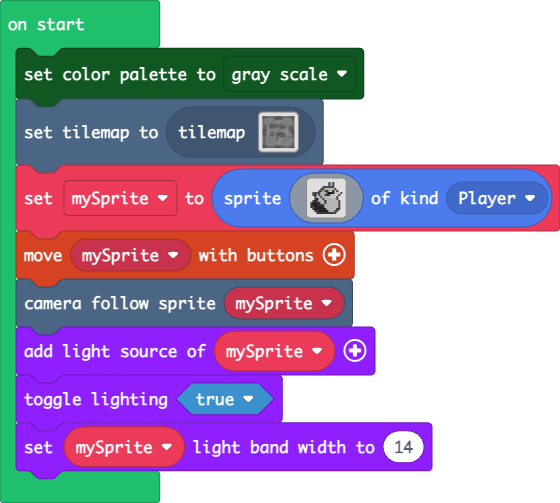 on start
set color palette to gray scale
set tilemap to tilemap
set mySprite to sprite of kind Player
move mySprite with buttons
camera follow sprite mySprite
add light source of mySprite
toggle lighting true
set mySprite light band width to 14